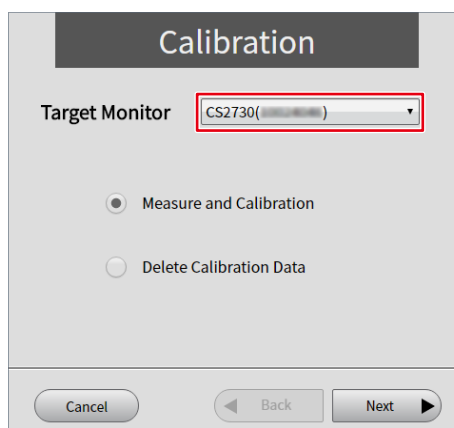 Calibration
Target Monitor CS2730( )
Measure and Calibration
Delete Calibration Data
Cancel Back Next